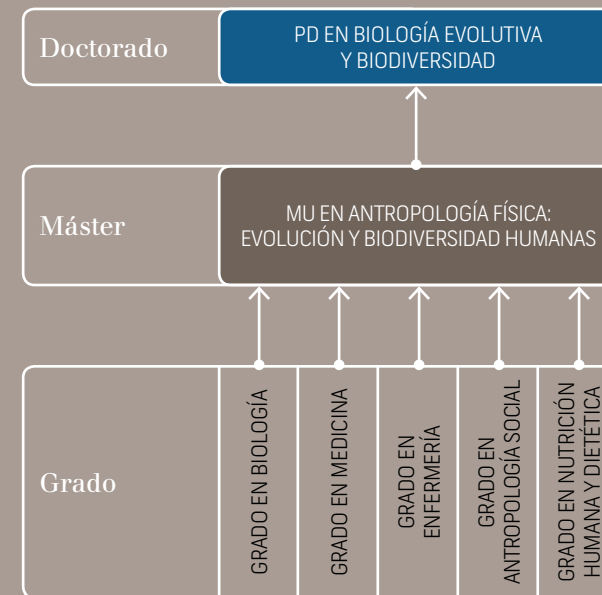 Doctorado
PD EN BIOLOGÍA EVOLUTIVA
Y BIODIVERSIDAD
Máster
MU EN ANTROPOLOGÍA FÍSICA:
EVOLUCIÓN Y BIODIVERSIDAD HUMANAS
Grado
GRADO EN BIOLOGÍA
GRADO EN MEDICINA
GRADO EN
ENFERMERÍA
GRADO EN
ANTROPOLOGÍA SOCIAL
GRADO EN NUTRICIÓN
HUMANA Y DIETÉTICA